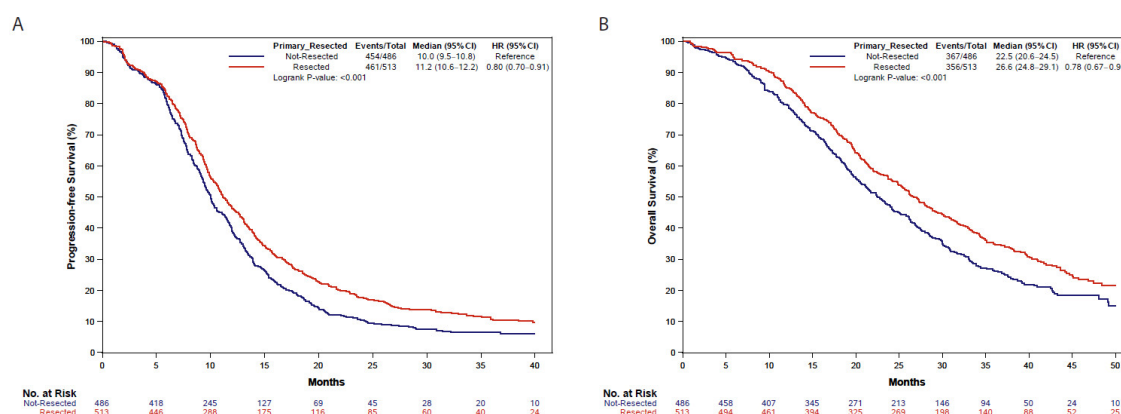 A
Primary_Resected Events/Total Median (95%CI) HR (95%CI)
Not-Resected 454/486 10.0 (9.5–10.8) Reference
Resected 461/513 11.2 (10.6–12.2) 0.80 (0.70–0.91)
Logrank P-value: <0.001
Progression-free Survival (%)
100
90
80
70
60
50
40
30
20
10
0
0 5 10 15 20 25 30 35 40
Months
No. at Risk
Not-Resected 486 418 245 127 69 45 28 20 10
Resected 513 446 288 175 116 85 60 40 24
B
Primary_Resected Events/Total Median (95%CI) HR (95%CI)
Not-Resected 367/486 22.5 (20.6–24.5) Reference
Resected 356/513 26.6 (24.8–29.1) 0.78 (0.67–0.9
Logrank P-value: <0.001
Overall Survival (%)
100
90
80
70
60
50
40
30
20
10
0
0 5 10 15 20 25 30 35 40 45 50
Months
No. at Risk
Not-Resected 486 458 407 345 271 213 146 94 50 24 10
Resected 513 494 461 394 325 269 198 140 88 52 25